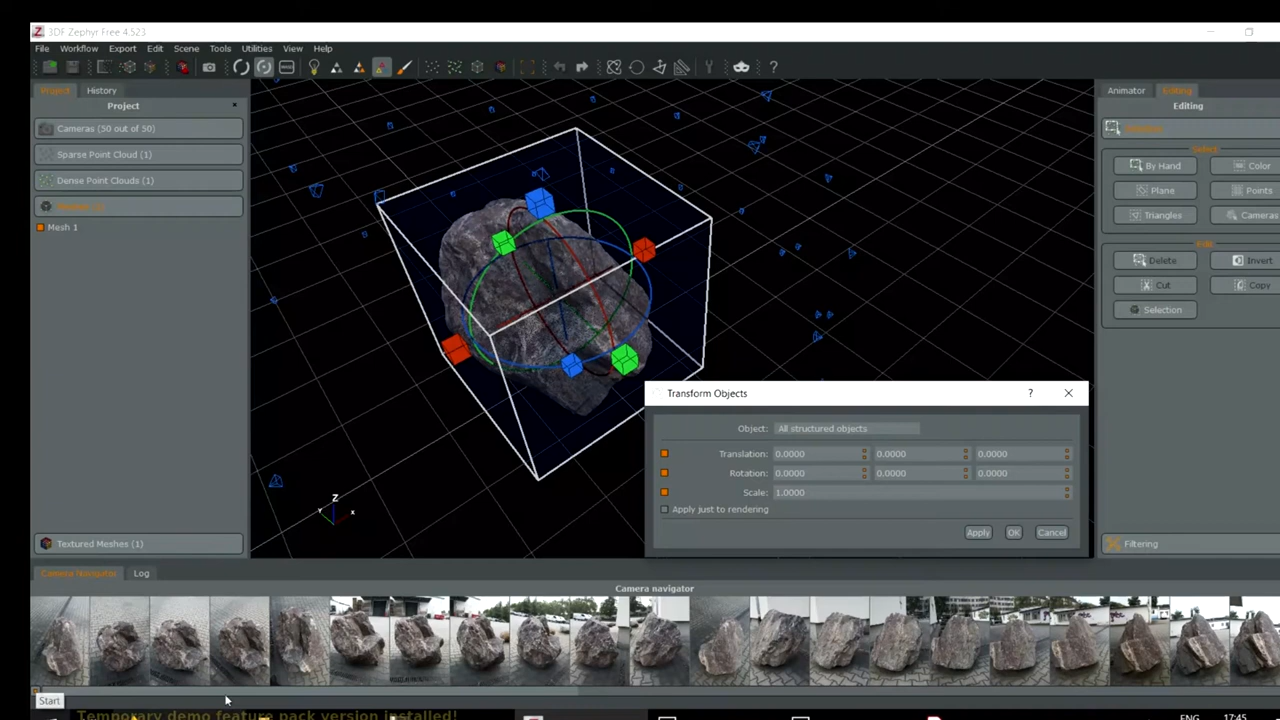 3DF Zephyr Free 4.523
File Workflow Export Edit Scene Tools Utilities View Help
Project History
Project
Cameras (50 out of 50)
Sparse Point Cloud (1)
Dense Point Clouds (1)
Mesh 1
Textured Meshes (1)
Z
Y
x
Animator Editing
Editing
Select
By Hand Color
Plane Points
Triangles Cameras
Edit
Delete Invert
Cut Copy
Selection
Filtering
Transform Objects
Object: All structured objects
Translation: 0.0000 0.0000 0.0000
Rotation: 0.0000 0.0000 0.0000
Scale: 1.0000
Apply just to rendering
Apply OK Cancel
Camera Navigator Log
Camera navigator
Start
Temporary demo feature pack version installed!
ENG 17:45